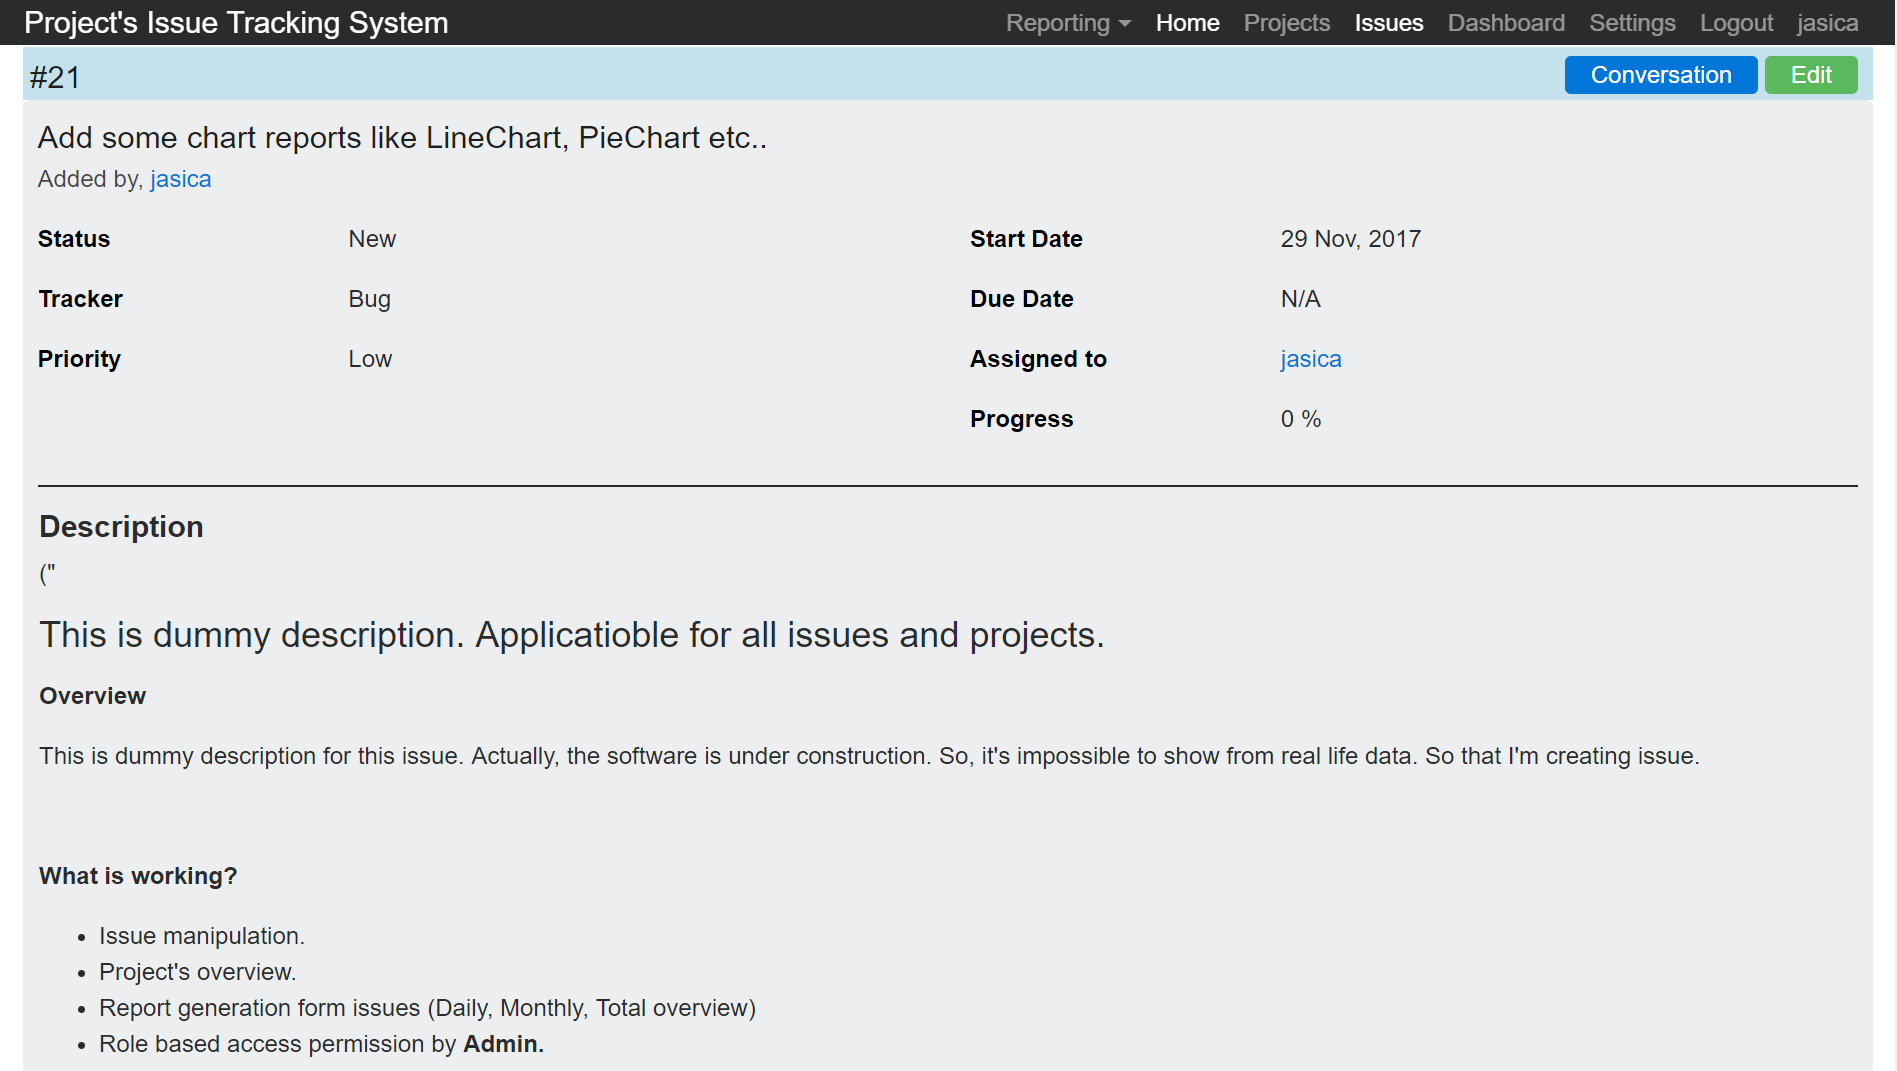 Project's Issue Tracking System Reporting Home Projects Issues Dashboard Settings Logout jasica
#21 Conversation Edit
Add some chart reports like LineChart, PieChart etc..
Added by, jasica
Status New Start Date 29 Nov, 2017
Tracker Bug Due Date N/A
Priority Low Assigned to jasica
Progress 0 %
Description
("
This is dummy description. Applicatioble for all issues and projects.
Overview
This is dummy description for this issue. Actually, the software is under construction. So, it's impossible to show from real life data. So that I'm creating issue.
What is working?
• Issue manipulation.
• Project's overview.
• Report generation form issues (Daily, Monthly, Total overview)
• Role based access permission by Admin.